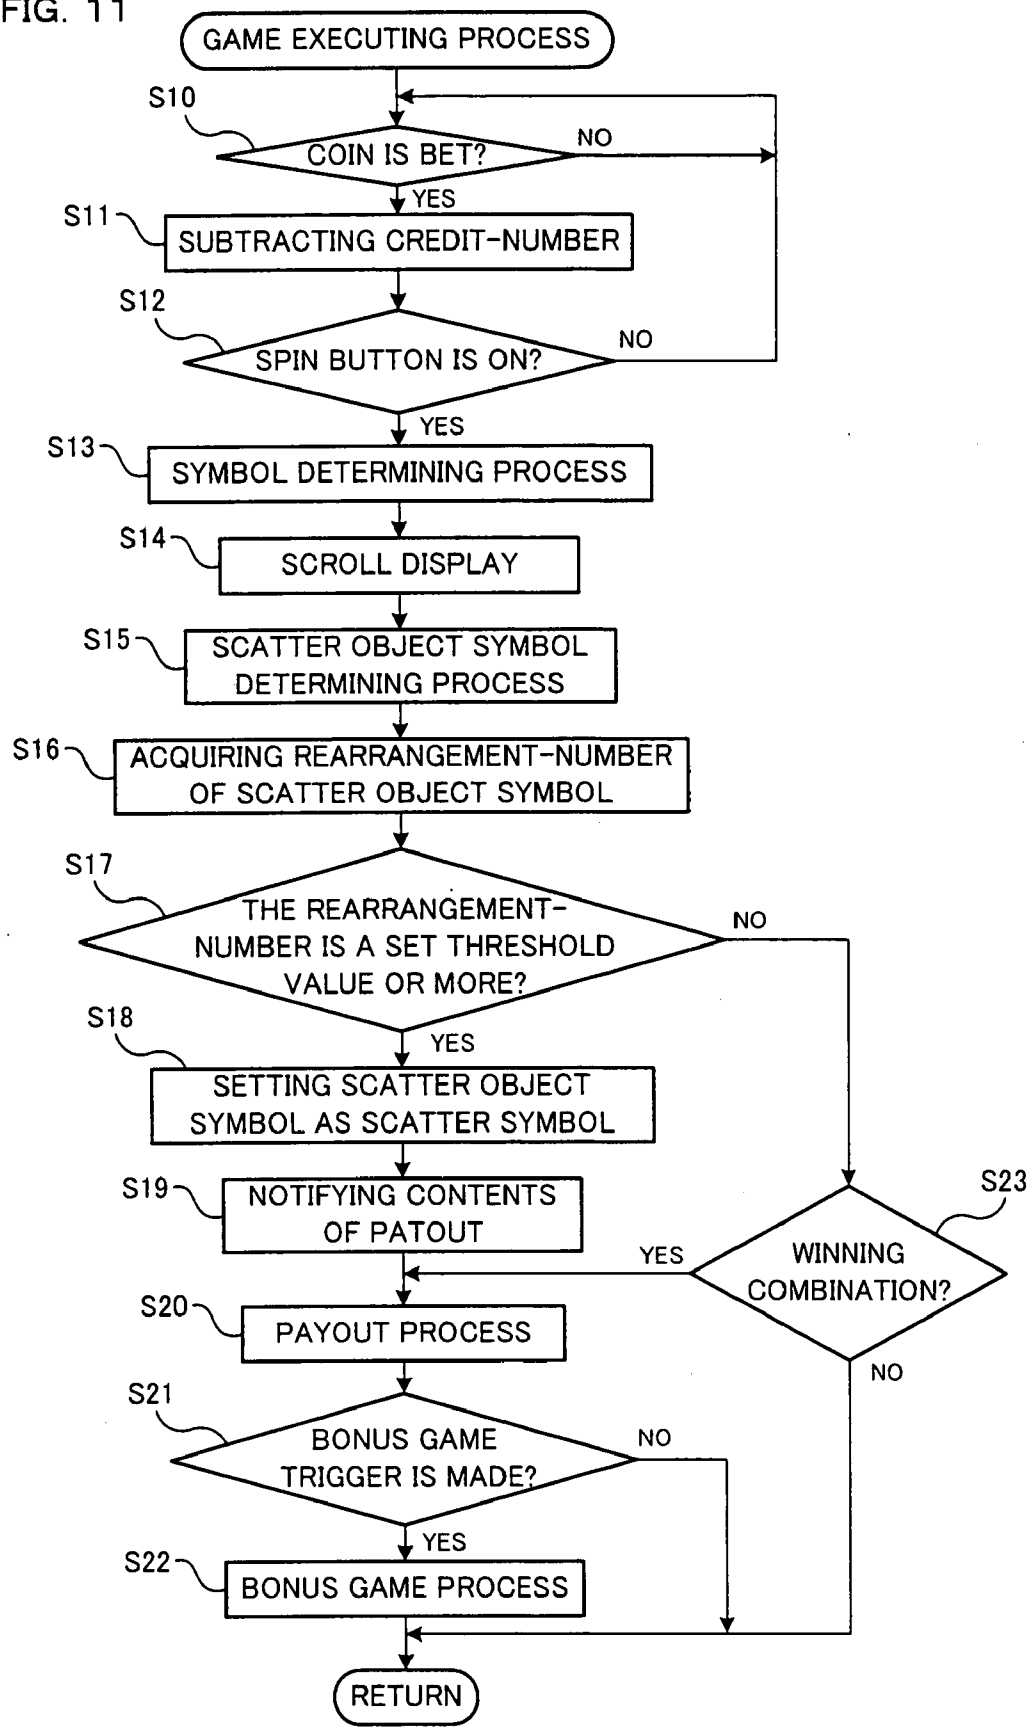 FIG. 11
GAME EXECUTING PROCESS
S10
COIN IS BET?
NO
YES
S11
SUBTRACTING CREDIT-NUMBER
S12
SPIN BUTTON IS ON?
NO
YES
S13
SYMBOL DETERMINING PROCESS
S14
SCROLL DISPLAY
S15
SCATTER OBJECT SYMBOL
DETERMINING PROCESS
S16
ACQUIRING REARRANGEMENT-NUMBER
OF SCATTER OBJECT SYMBOL
S17
THE REARRANGEMENT-
NUMBER IS A SET THRESHOLD
VALUE OR MORE?
NO
YES
S18
SETTING SCATTER OBJECT
SYMBOL AS SCATTER SYMBOL
S19
NOTIFYING CONTENTS
OF PATOUT
S23
WINNING
COMBINATION?
YES
NO
S20
PAYOUT PROCESS
S21
BONUS GAME
TRIGGER IS MADE?
NO
YES
S22
BONUS GAME PROCESS
RETURN